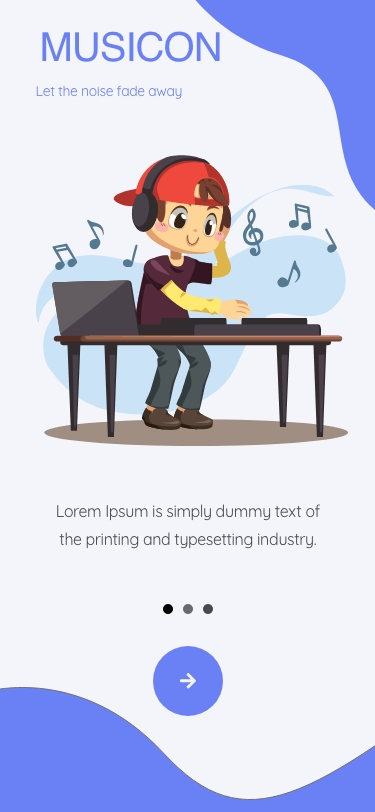 MUSICON
Let the noise fade away
Lorem Ipsum is simply dummy text of
the printing and typesetting industry.